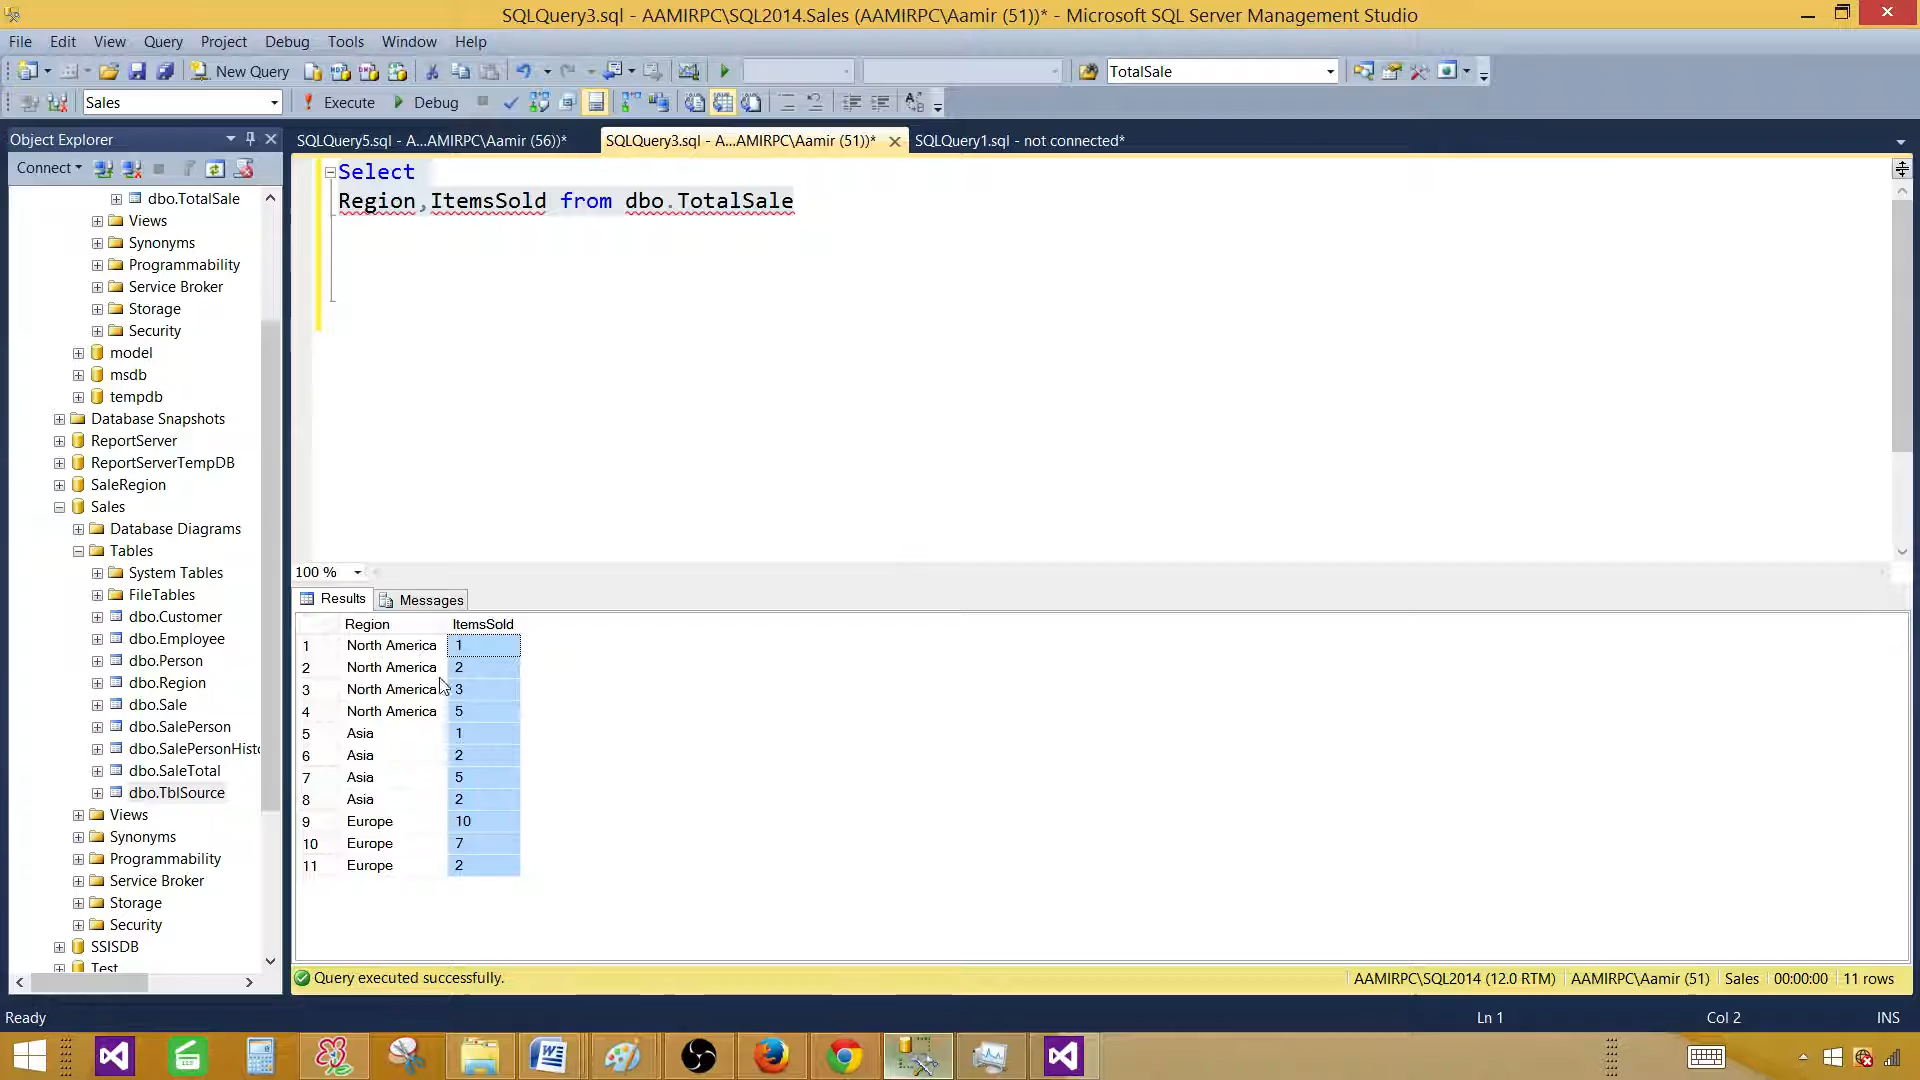 SQLQuery3.sql - AAMIRPC\SQL2014.Sales (AAMIRPC\Aamir (51))* - Microsoft SQL Server Management Studio
File Edit View Query Project Debug Tools Window Help
New Query TotalSale
Sales Execute Debug
Object Explorer
SQLQuery5.sql - A...AMIRPC\Aamir (56))* SQLQuery3.sql - A...AMIRPC\Aamir (51))* SQLQuery1.sql - not connected*
Connect
dbo.TotalSale
Views
Synonyms
Programmability
Service Broker
Storage
Security
model
msdb
tempdb
Database Snapshots
ReportServer
ReportServerTempDB
SaleRegion
Sales
Database Diagrams
Tables
System Tables
FileTables
dbo.Customer
dbo.Employee
dbo.Person
dbo.Region
dbo.Sale
dbo.SalePerson
dbo.SalePersonHist
dbo.SaleTotal
dbo.TblSource
Views
Synonyms
Programmability
Service Broker
Storage
Security
SSISDB
Test
Select
Region,ItemsSold from dbo.TotalSale
100 %
Results Messages
Region ItemsSold
1 North America 1
2 North America 2
3 North America 3
4 North America 5
5 Asia 1
6 Asia 2
7 Asia 5
8 Asia 2
9 Europe 10
10 Europe 7
11 Europe 2
Query executed successfully. AAMIRPC\SQL2014 (12.0 RTM) AAMIRPC\Aamir (51) Sales 00:00:00 11 rows
Ready Ln 1 Col 2 INS